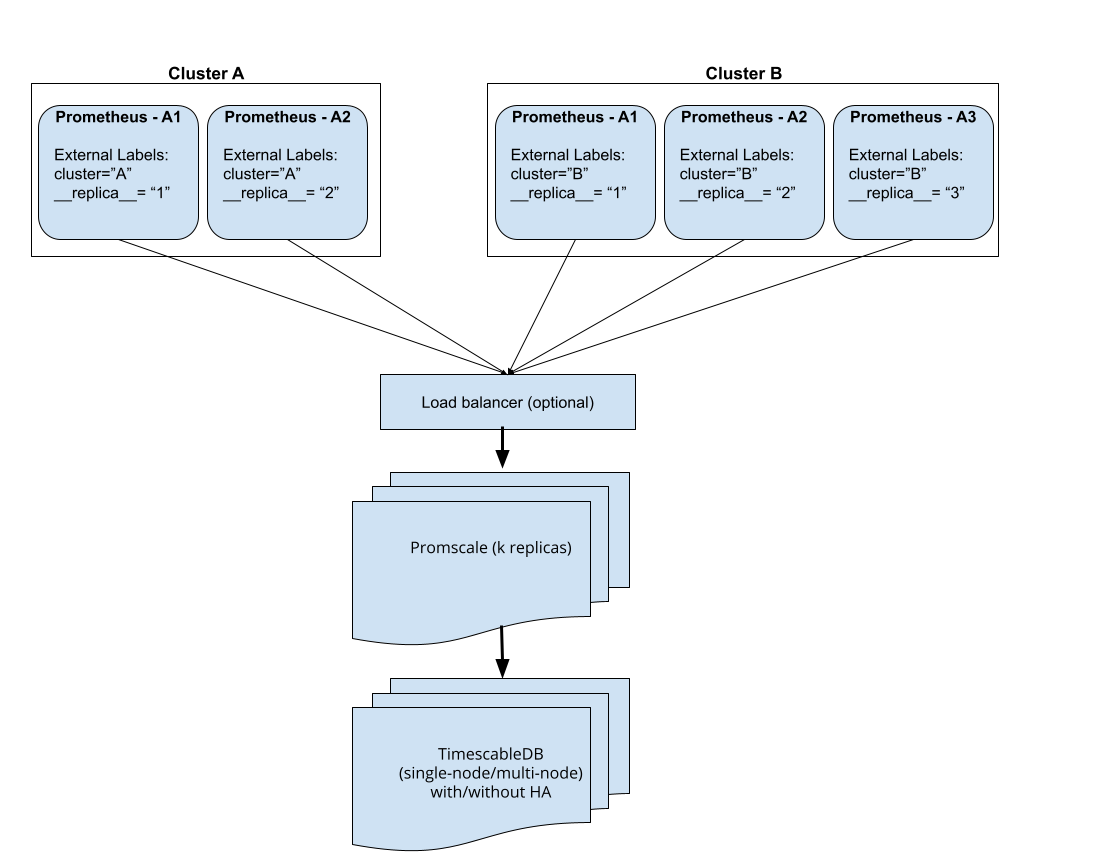 Cluster A
Prometheus - A1
External Labels:
cluster=”A”
__replica__= “1”
Prometheus - A2
External Labels:
cluster=”A”
__replica__= “2”
Cluster B
Prometheus - A1
External Labels:
cluster=”B”
__replica__= “1”
Prometheus - A2
External Labels:
cluster=”B”
__replica__= “2”
Prometheus - A3
External Labels:
cluster=”B”
__replica__= “3”
Load balancer (optional)
Promscale (k replicas)
TimescableDB
(single-node/multi-node)
with/without HA